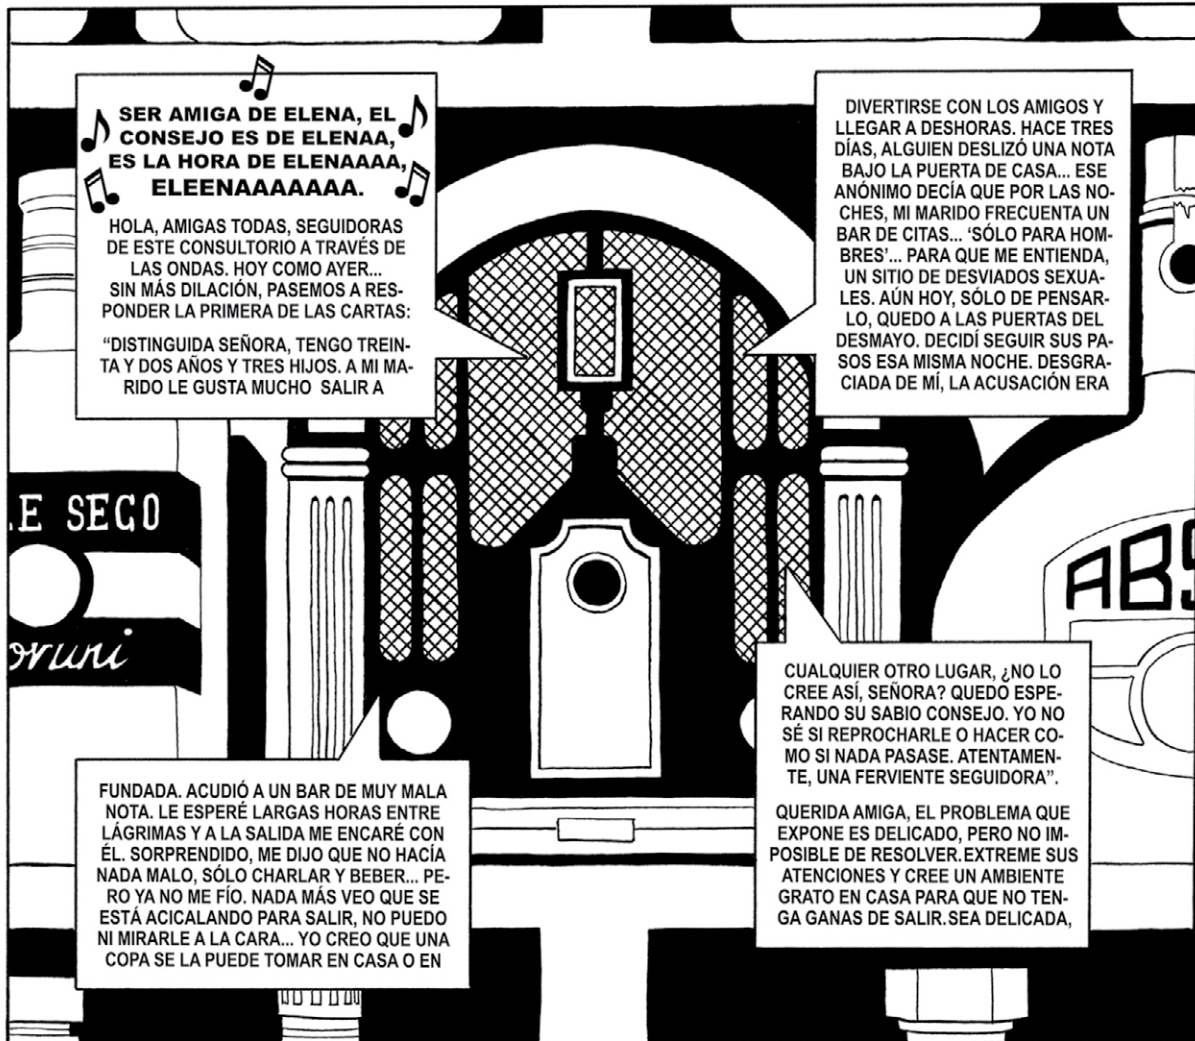 SER AMIGA DE ELENA, EL
CONSEJO ES DE ELENAA,
ES LA HORA DE ELENAAAA,
ELEENAAAAAAA.
HOLA, AMIGAS TODAS, SEGUIDORAS
DE ESTE CONSULTORIO A TRAVÉS DE
LAS ONDAS. HOY COMO AYER...
SIN MÁS DILACIÓN, PASEMOS A RES-
PONDER LA PRIMERA DE LAS CARTAS:
“DISTINGUIDA SEÑORA, TENGO TREIN-
TA Y DOS AÑOS Y TRES HIJOS. A MI MA-
RIDO LE GUSTA MUCHO SALIR A
DIVERTIRSE CON LOS AMIGOS Y
LLEGAR A DESHORAS. HACE TRES
DÍAS, ALGUIEN DESLIZÓ UNA NOTA
BAJO LA PUERTA DE CASA... ESE
ANÓNIMO DECÍA QUE POR LAS NO-
CHES, MI MARIDO FRECUENTA UN
BAR DE CITAS... ‘SÓLO PARA HOM-
BRES’... PARA QUE ME ENTIENDA,
UN SITIO DE DESVIADOS SEXUA-
LES. AÚN HOY, SÓLO DE PENSAR-
LO, QUEDO A LAS PUERTAS DEL
DESMAYO. DECIDÍ SEGUIR SUS PA-
SOS ESA MISMA NOCHE. DESGRA-
CIADA DE MÍ, LA ACUSACIÓN ERA
.E SECO
oruni
ABS
FUNDADA. ACUDIÓ A UN BAR DE MUY MALA
NOTA. LE ESPERÉ LARGAS HORAS ENTRE
LÁGRIMAS Y A LA SALIDA ME ENCARÉ CON
ÉL. SORPRENDIDO, ME DIJO QUE NO HACÍA
NADA MALO, SÓLO CHARLAR Y BEBER... PE-
RO YA NO ME FÍO. NADA MÁS VEO QUE SE
ESTÁ ACICALANDO PARA SALIR, NO PUEDO
NI MIRARLE A LA CARA... YO CREO QUE UNA
COPA SE LA PUEDE TOMAR EN CASA O EN
CUALQUIER OTRO LUGAR, ¿NO LO
CREE ASÍ, SEÑORA? QUEDO ESPE-
RANDO SU SABIO CONSEJO. YO NO
SÉ SI REPROCHARLE O HACER CO-
MO SI NADA PASASE. ATENTAMEN-
TE, UNA FERVIENTE SEGUIDORA”.
QUERIDA AMIGA, EL PROBLEMA QUE
EXPONE ES DELICADO, PERO NO IM-
POSIBLE DE RESOLVER.EXTREME SUS
ATENCIONES Y CREE UN AMBIENTE
GRATO EN CASA PARA QUE NO TEN-
GA GANAS DE SALIR.SEA DELICADA,